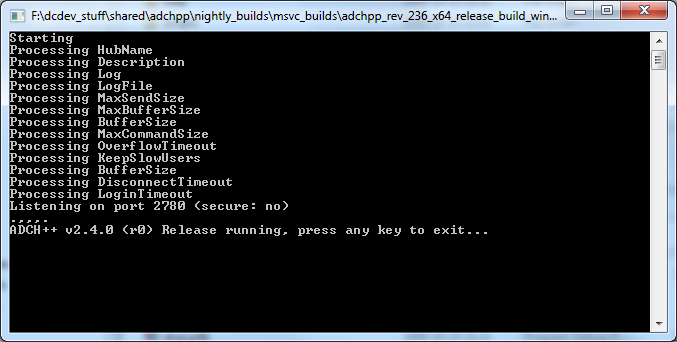 F:\dcdev_stuff\shared\adchpp\nightly_builds\msvc_builds\adchpp_rev_236_x64_release_build_win...
Starting
Processing HubName
Processing Description
Processing Log
Processing LogFile
Processing MaxSendSize
Processing MaxBufferSize
Processing BufferSize
Processing MaxCommandSize
Processing OverflowTimeout
Processing KeepSlowUsers
Processing BufferSize
Processing DisconnectTimeout
Processing LoginTimeout
Listening on port 2780 (secure: no)
.,,,.
ADCH++ v2.4.0 (r0) Release running, press any key to exit...